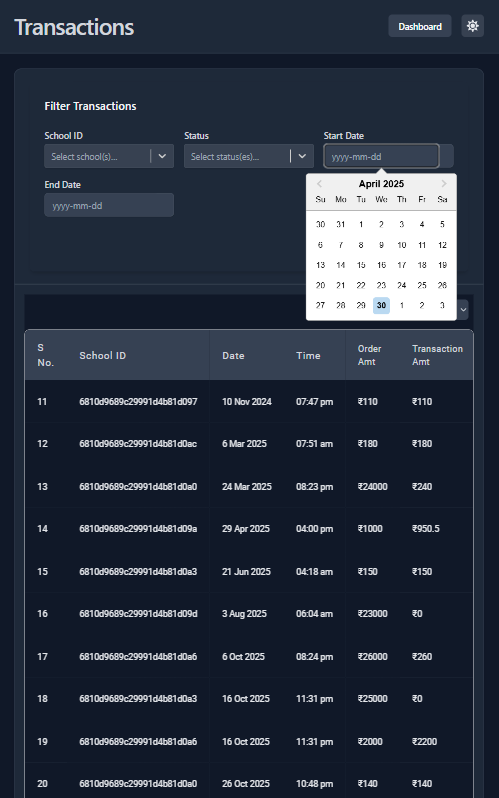 Transactions
Dashboard
Filter Transactions
School ID
Status
Start Date
Select school(s)...
Select status(es)...
yyyy-mm-dd
End Date
yyyy-mm-dd
April 2025
Su Mo Tu We Th Fr Sa
30 31 1 2 3 4 5
6 7 8 9 10 11 12
13 14 15 16 17 18 19
20 21 22 23 24 25 26
27 28 29 30 1 2 3
S No. School ID Date Time Order Amt Transaction Amt
11 6810d9689c29991d4b81d097 10 Nov 2024 07:47 pm ₹110 ₹110
12 6810d9689c29991d4b81d0ac 6 Mar 2025 07:51 am ₹180 ₹180
13 6810d9689c29991d4b81d0a0 24 Mar 2025 08:23 pm ₹24000 ₹240
14 6810d9689c29991d4b81d09a 29 Apr 2025 04:00 pm ₹1000 ₹950.5
15 6810d9689c29991d4b81d0a3 21 Jun 2025 04:18 am ₹150 ₹150
16 6810d9689c29991d4b81d09d 3 Aug 2025 06:04 am ₹23000 ₹0
17 6810d9689c29991d4b81d0a6 6 Oct 2025 08:24 pm ₹26000 ₹260
18 6810d9689c29991d4b81d0a3 16 Oct 2025 11:31 pm ₹25000 ₹0
19 6810d9689c29991d4b81d0a6 16 Oct 2025 11:31 pm ₹2000 ₹2200
20 6810d9689c29991d4b81d0a0 26 Oct 2025 10:48 pm ₹140 ₹140